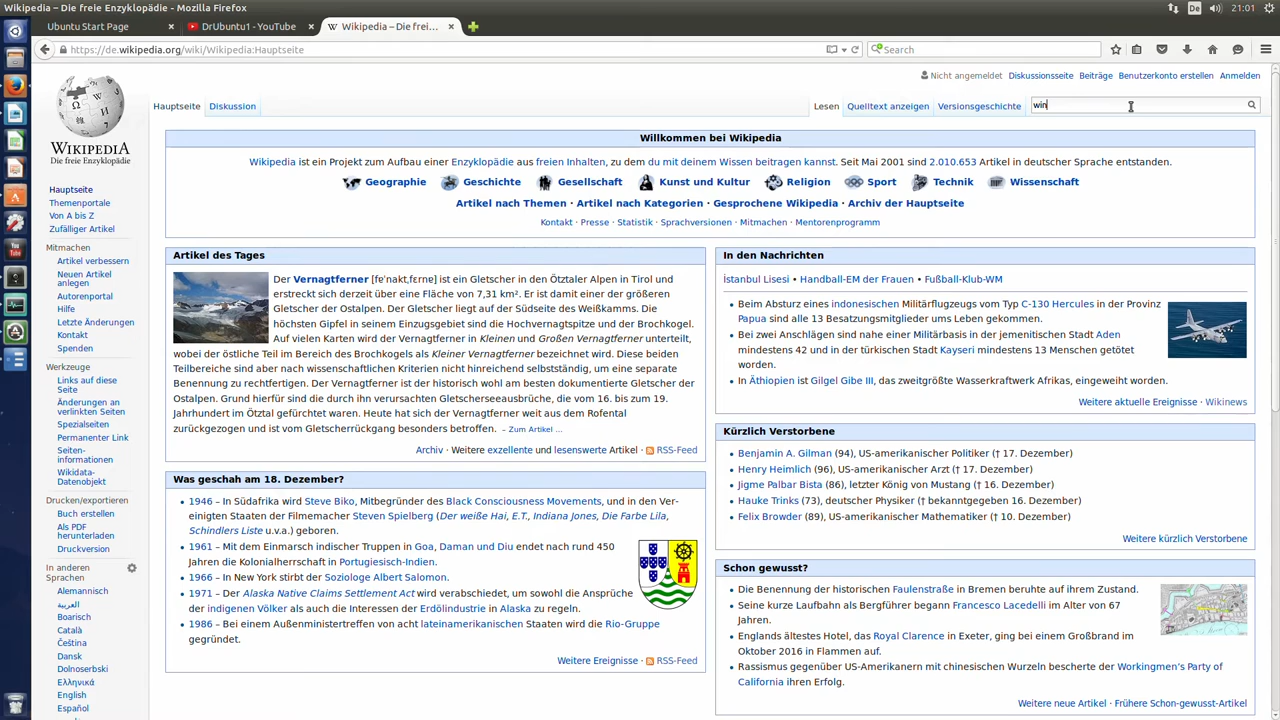 Wikipedia – Die freie Enzyklopädie - Mozilla Firefox
De
21:01
Ubuntu Start Page
DrUbuntu1 - YouTube
Wikipedia – Die frei...
https://de.wikipedia.org/wiki/Wikipedia:Hauptseite
Search
Nicht angemeldet Diskussionsseite Beiträge Benutzerkonto erstellen Anmelden
Hauptseite Diskussion
Lesen Quelltext anzeigen Versionsgeschichte
win
WIKIPEDIA
Die freie Enzyklopädie
Hauptseite
Themenportale
Von A bis Z
Zufälliger Artikel
Mitmachen
Artikel verbessern
Neuen Artikel
anlegen
Autorenportal
Hilfe
Letzte Änderungen
Kontakt
Spenden
Werkzeuge
Links auf diese
Seite
Änderungen an
verlinkten Seiten
Spezialseiten
Permanenter Link
Seiten-
informationen
Wikidata-
Datenobjekt
Drucken/exportieren
Buch erstellen
Als PDF
herunterladen
Druckversion
In anderen
Sprachen
Alemannisch
العربية
Boarisch
Català
Čeština
Dansk
Dolnoserbski
Ελληνικά
English
Español
Willkommen bei Wikipedia
Wikipedia ist ein Projekt zum Aufbau einer Enzyklopädie aus freien Inhalten, zu dem du mit deinem Wissen beitragen kannst. Seit Mai 2001 sind 2.010.653 Artikel in deutscher Sprache entstanden.
Geographie Geschichte Gesellschaft Kunst und Kultur Religion Sport Technik Wissenschaft
Artikel nach Themen · Artikel nach Kategorien · Gesprochene Wikipedia · Archiv der Hauptseite
Kontakt · Presse · Statistik · Sprachversionen · Mitmachen · Mentorenprogramm
Artikel des Tages
Der Vernagtferner [fɛʳnakt,fɛrnɐ] ist ein Gletscher in den Ötztaler Alpen in Tirol und
erstreckt sich derzeit über eine Fläche von 7,31 km². Er ist damit einer der größeren
Gletscher der Ostalpen. Der Gletscher liegt auf der Südseite des Weißkamms. Die
höchsten Gipfel in seinem Einzugsgebiet sind die Hochvernagtspitze und der Brochkogel.
Auf vielen Karten wird der Vernagtferner in Kleinen und Großen Vernagtferner unterteilt,
wobei der östliche Teil im Bereich des Brochkogels als Kleiner Vernagtferner bezeichnet wird. Diese beiden
Teilbereiche sind aber nach wissenschaftlichen Kriterien nicht hinreichend selbstständig, um eine separate
Benennung zu rechtfertigen. Der Vernagtferner ist der historisch wohl am besten dokumentierte Gletscher der
Ostalpen. Grund hierfür sind die durch ihn verursachten Gletscherseeausbrüche, die vom 16. bis zum 19.
Jahrhundert im Ötztal gefürchtet waren. Heute hat sich der Vernagtferner weit aus dem Rofental
zurückgezogen und ist vom Gletscherrückgang besonders betroffen. – Zum Artikel ...
Archiv · Weitere exzellente und lesenswerte Artikel RSS-Feed
Was geschah am 18. Dezember?
• 1946 – In Südafrika wird Steve Biko, Mitbegründer des Black Consciousness Movements, und in den Ver-
einigten Staaten der Filmemacher Steven Spielberg (Der weiße Hai, E.T., Indiana Jones, Die Farbe Lila,
Schindlers Liste u.v.a.) geboren.
• 1961 – Mit dem Einmarsch indischer Truppen in Goa, Daman und Diu endet nach rund 450
Jahren die Kolonialherrschaft in Portugiesisch-Indien.
• 1966 – In New York stirbt der Soziologe Albert Salomon.
• 1971 – Der Alaska Native Claims Settlement Act wird verabschiedet, um sowohl die Ansprüche
der indigenen Völker als auch die Interessen der Erdölindustrie in Alaska zu regeln.
• 1986 – Bei einem Außenministertreffen von acht lateinamerikanischen Staaten wird die Rio-Gruppe
gegründet.
Weitere Ereignisse · RSS-Feed
In den Nachrichten
İstanbul Lisesi • Handball-EM der Frauen • Fußball-Klub-WM
• Beim Absturz eines indonesischen Militärflugzeugs vom Typ C-130 Hercules in der Provinz
Papua sind alle 13 Besatzungsmitglieder ums Leben gekommen.
• Bei zwei Anschlägen sind nahe einer Militärbasis in der jemenitischen Stadt Aden
mindestens 42 und in der türkischen Stadt Kayseri mindestens 13 Menschen getötet
worden.
• In Äthiopien ist Gilgel Gibe III, das zweitgrößte Wasserkraftwerk Afrikas, eingeweiht worden.
Weitere aktuelle Ereignisse · Wikinews
Kürzlich Verstorbene
• Benjamin A. Gilman (94), US-amerikanischer Politiker († 17. Dezember)
• Henry Heimlich (96), US-amerikanischer Arzt († 17. Dezember)
• Jigme Palbar Bista (86), letzter König von Mustang († 16. Dezember)
• Hauke Trinks (73), deutscher Physiker († bekanntgegeben 16. Dezember)
• Felix Browder (89), US-amerikanischer Mathematiker († 10. Dezember)
Weitere kürzlich Verstorbene
Schon gewusst?
• Die Benennung der historischen Faulenstraße in Bremen beruhte auf ihrem Zustand.
• Seine kurze Laufbahn als Bergführer begann Francesco Lacedelli im Alter von 67
Jahren.
• Englands ältestes Hotel, das Royal Clarence in Exeter, ging bei einem Großbrand im
Oktober 2016 in Flammen auf.
• Rassismus gegenüber US-Amerikanern mit chinesischen Wurzeln bescherte der Workingmen's Party of
California ihren Erfolg.
Weitere neue Artikel · Frühere Schon-gewusst-Artikel